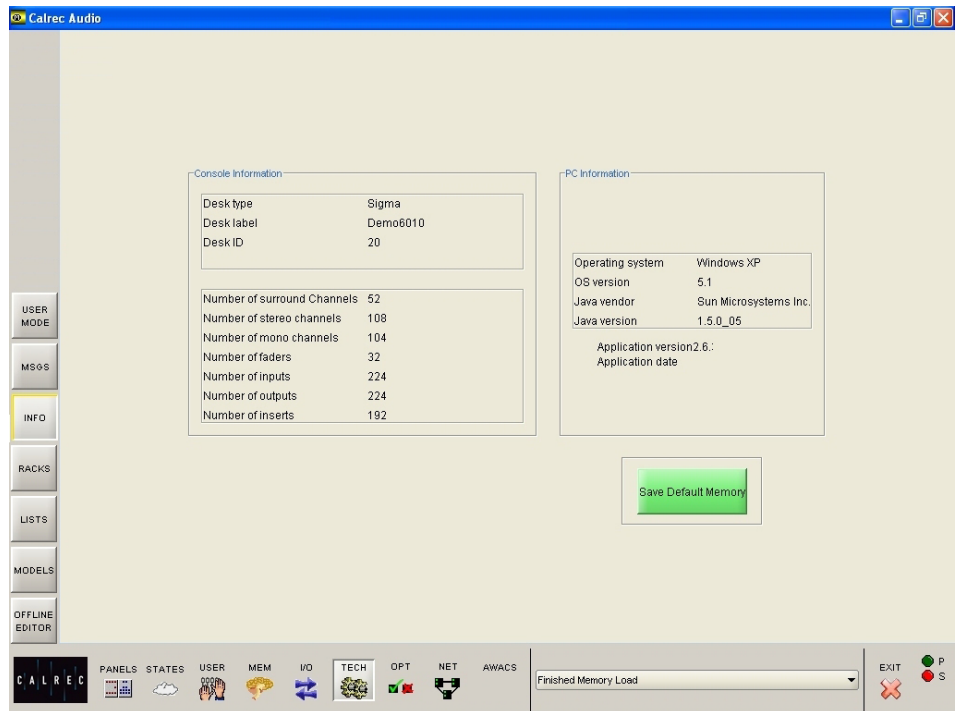 Calrec Audio
Console Information
Desk type Sigma
Desk label Demo6010
Desk ID 20
Number of surround Channels 52
Number of stereo channels 108
Number of mono channels 104
Number of faders 32
Number of inputs 224
Number of outputs 224
Number of inserts 192
PC Information
Operating system Windows XP
OS version 5.1
Java vendor Sun Microsystems Inc.
Java version 1.5.0_05
Application version2.6.
Application date
Save Default Memory
USER
MODE
MSGS
INFO
RACKS
LISTS
MODELS
OFFLINE
EDITOR
CALREC
PANELS STATES USER MEM I/O TECH OPT NET AWACS
Finished Memory Load
EXIT
P
S